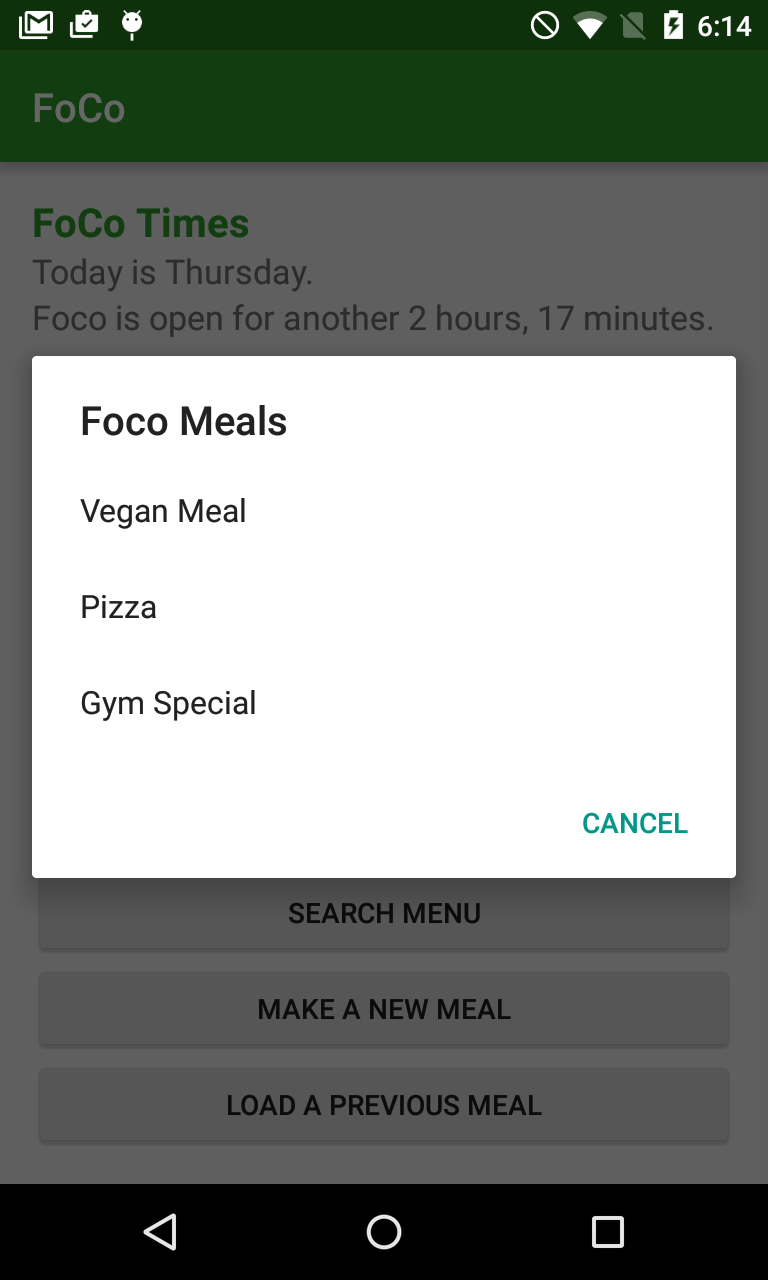 6:14
FoCo
FoCo Times
Today is Thursday.
Foco is open for another 2 hours, 17 minutes.
Foco Meals
Vegan Meal
Pizza
Gym Special
CANCEL
SEARCH MENU
MAKE A NEW MEAL
LOAD A PREVIOUS MEAL